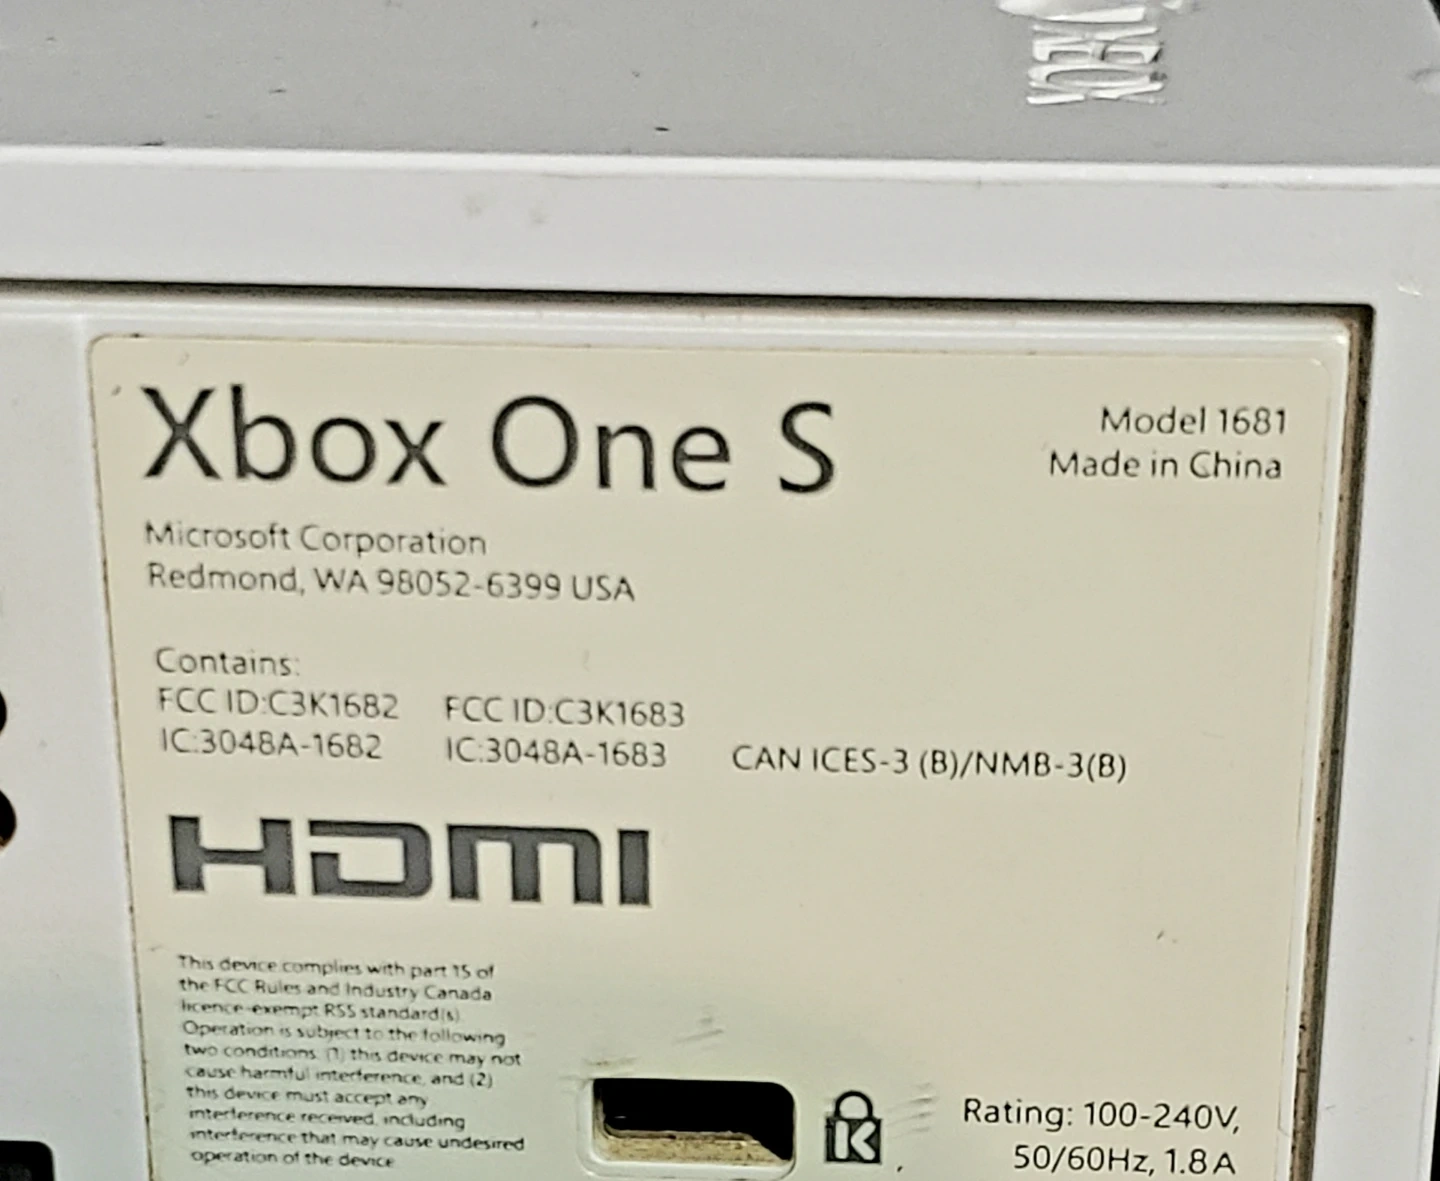 XBOX
Xbox One S
Model 1681
Made in China
Microsoft Corporation
Redmond, WA 98052-6399 USA
Contains:
FCC ID:C3K1682 FCC ID:C3K1683
IC:3048A-1682 IC:3048A-1683 CAN ICES-3 (B)/NMB-3(B)
HDMI
This device complies with part 15 of
the FCC Rules and Industry Canada
licence-exempt RSS standard(s).
Operation is subject to the following
two conditions: (1) this device may not
cause harmful interference, and (2)
this device must accept any
interference received, including
interference that may cause undesired
operation of the device.
K
Rating: 100-240V,
50/60Hz, 1.8A